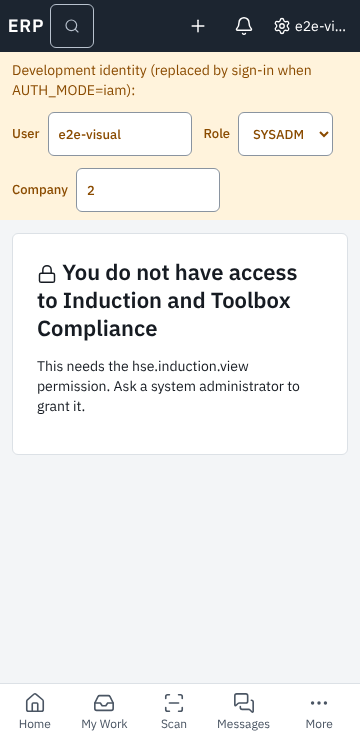 ERP
e2e-vi...
Development identity (replaced by sign-in when
AUTH_MODE=iam):
User e2e-visual Role SYSADM
Company 2
You do not have access
to Induction and Toolbox
Compliance
This needs the hse.induction.view
permission. Ask a system administrator to
grant it.
Home My Work Scan Messages More